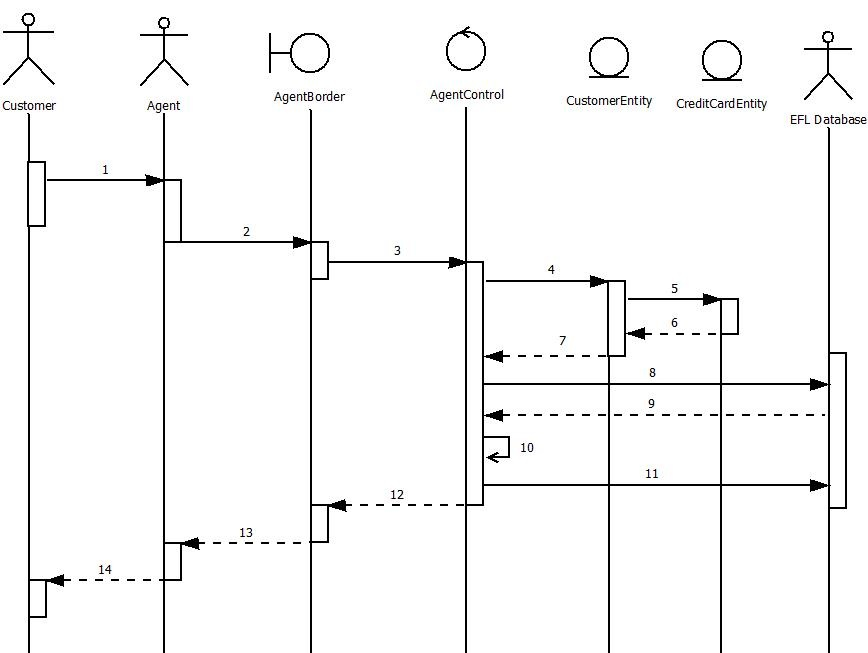 Customer
Agent
AgentBorder
AgentControl
CustomerEntity
CreditCardEntity
EFL Database
1
2
3
4
5
6
7
8
9
10
11
12
13
14